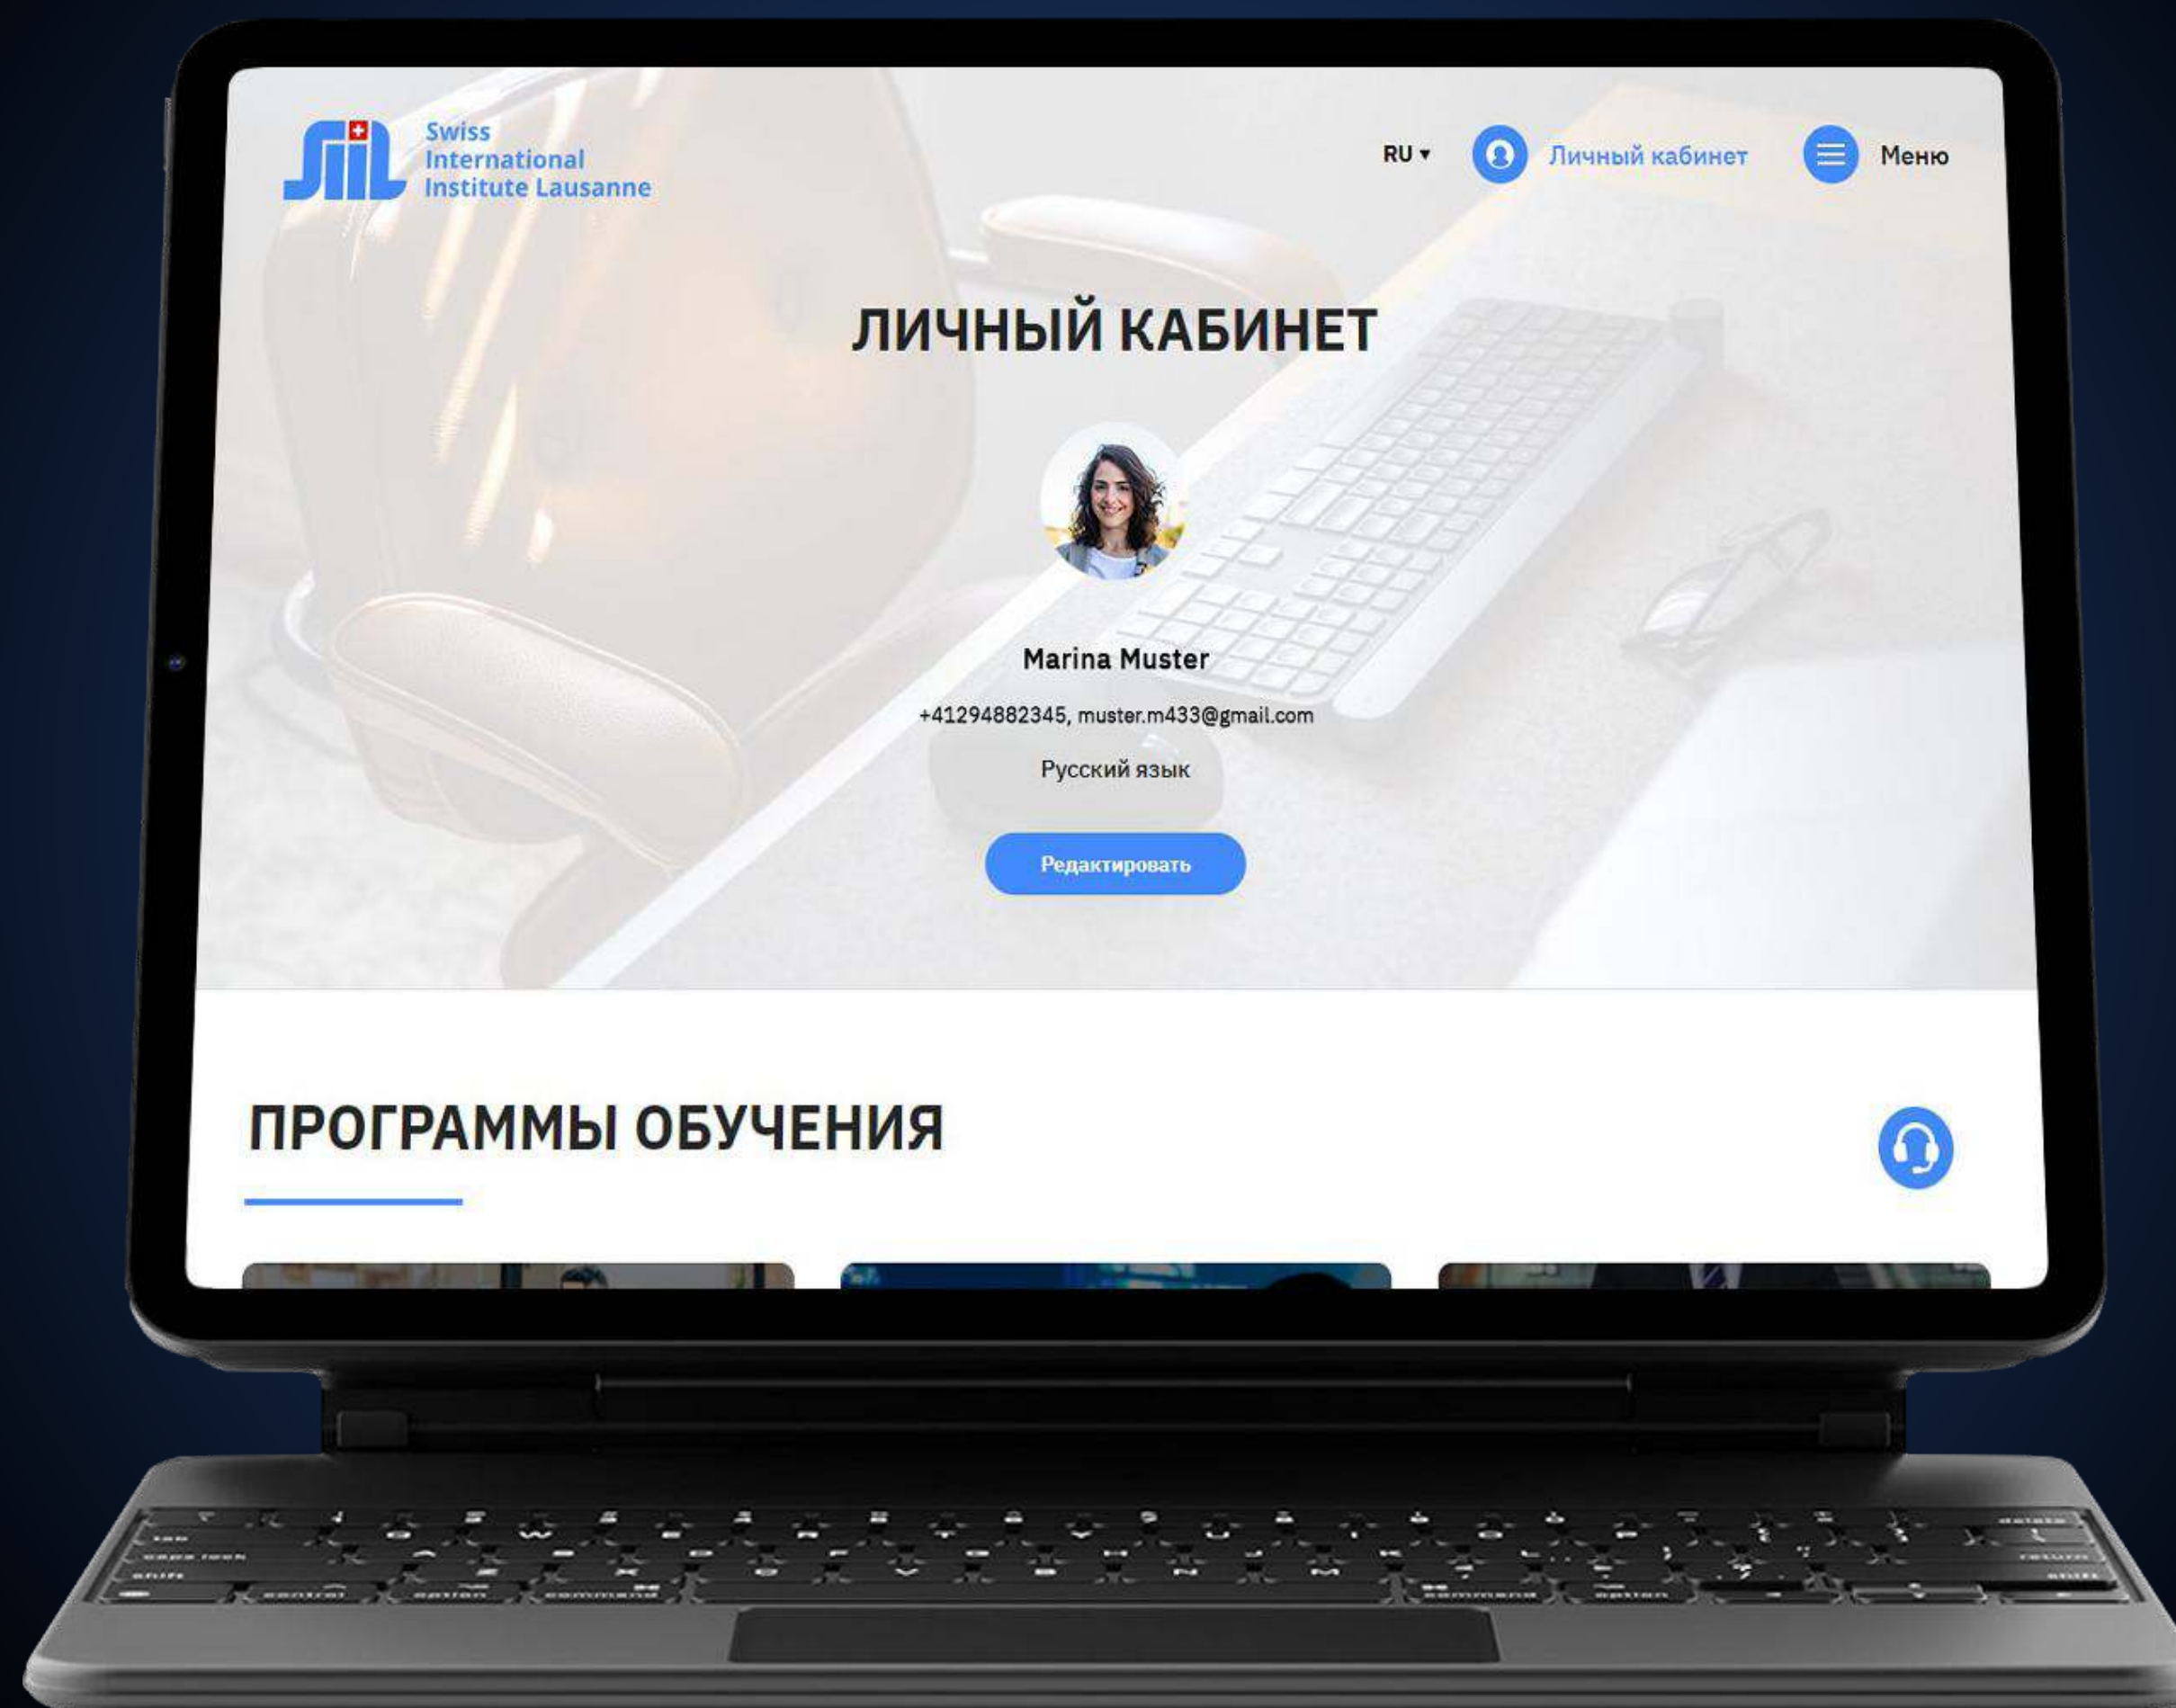 Swiss
International
Institute Lausanne
RU ▾
Личный кабинет
Меню
ЛИЧНЫЙ КАБИНЕТ
Marina Muster
+41294882345, muster.m433@gmail.com
Русский язык
Редактировать
ПРОГРАММЫ ОБУЧЕНИЯ